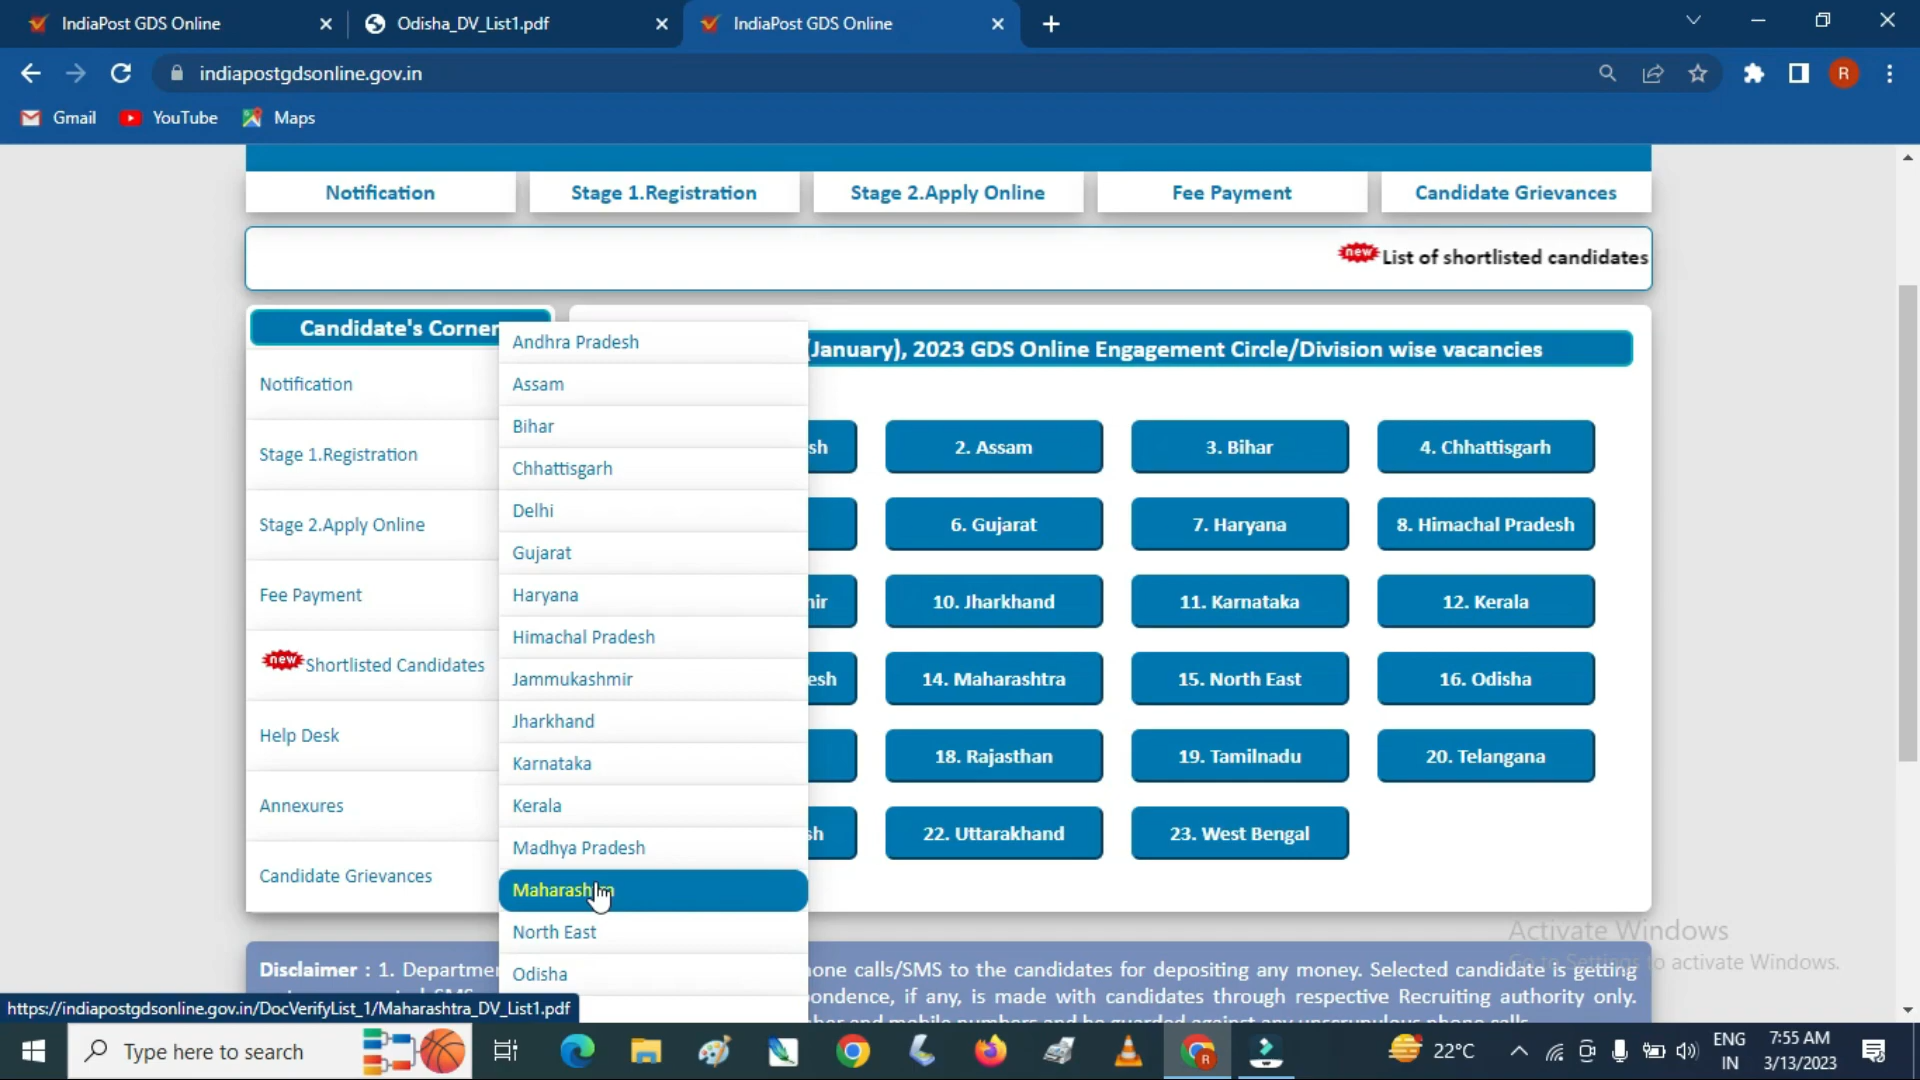 IndiaPost GDS Online
Odisha_DV_List1.pdf
IndiaPost GDS Online
indiapostgdsonline.gov.in
R
Gmail
YouTube
Maps
Notification
Stage 1.Registration
Stage 2.Apply Online
Fee Payment
Candidate Grievances
new List of shortlisted candidates
Candidate's Corner
Notification
Stage 1.Registration
Stage 2.Apply Online
Fee Payment
new Shortlisted Candidates
Help Desk
Annexures
Candidate Grievances
Andhra Pradesh
Assam
Bihar
Chhattisgarh
Delhi
Gujarat
Haryana
Himachal Pradesh
Jammukashmir
Jharkhand
Karnataka
Kerala
Madhya Pradesh
Maharashtra
North East
Odisha
(January), 2023 GDS Online Engagement Circle/Division wise vacancies
sh
2. Assam
3. Bihar
4. Chhattisgarh
6. Gujarat
7. Haryana
8. Himachal Pradesh
ir
10. Jharkhand
11. Karnataka
12. Kerala
esh
14. Maharashtra
15. North East
16. Odisha
18. Rajasthan
19. Tamilnadu
20. Telangana
sh
22. Uttarakhand
23. West Bengal
Disclaimer : 1. Departme
one calls/SMS to the candidates for depositing any money. Selected candidate is getting
pondence, if any, is made with candidates through respective Recruiting authority only.
Activate Windows
Go to Settings to activate Windows.
https://indiapostgdsonline.gov.in/DocVerifyList_1/Maharashtra_DV_List1.pdf
Type here to search
22°C
ENG
IN
7:55 AM
3/13/2023